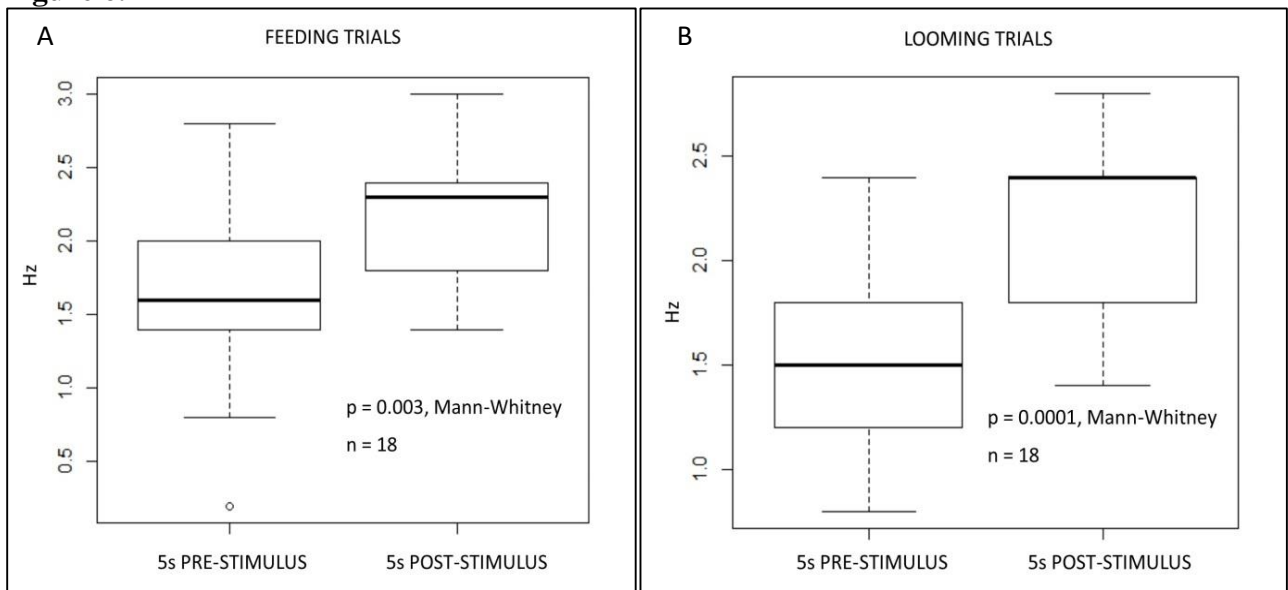 A
FEEDING TRIALS
Hz
3.0
2.5
2.0
1.5
1.0
0.5
p = 0.003, Mann-Whitney
n = 18
5s PRE-STIMULUS
5s POST-STIMULUS
B
LOOMING TRIALS
Hz
2.5
2.0
1.5
1.0
p = 0.0001, Mann-Whitney
n = 18
5s PRE-STIMULUS
5s POST-STIMULUS